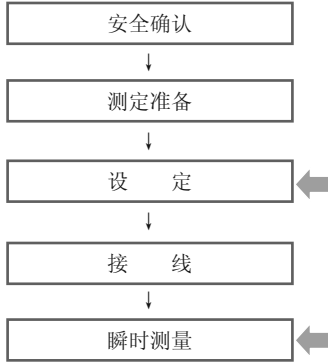 安全确认
测定准备
设 定
接 线
瞬时测量